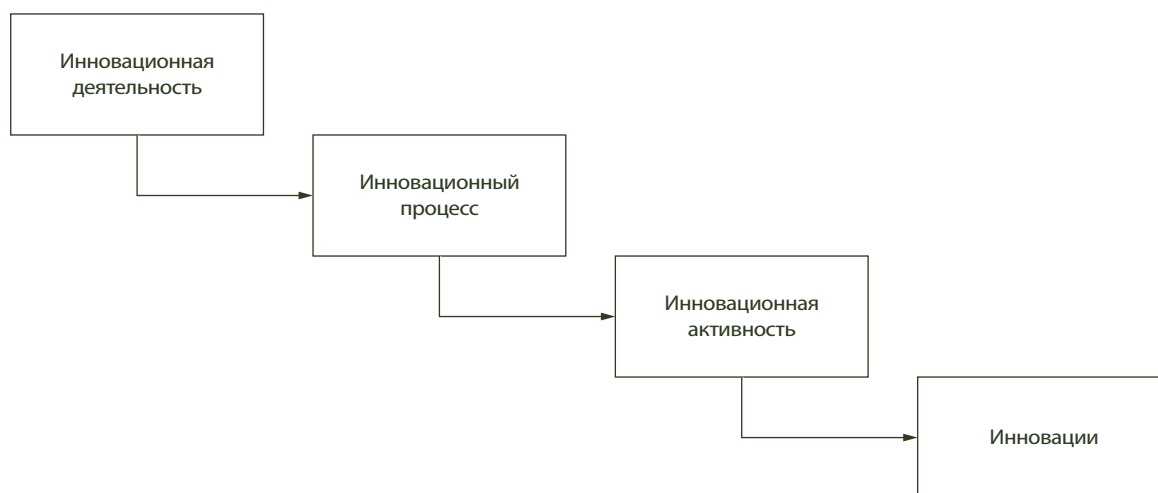 Инновационная
деятельность
Инновационный
процесс
Инновационная
активность
Инновации